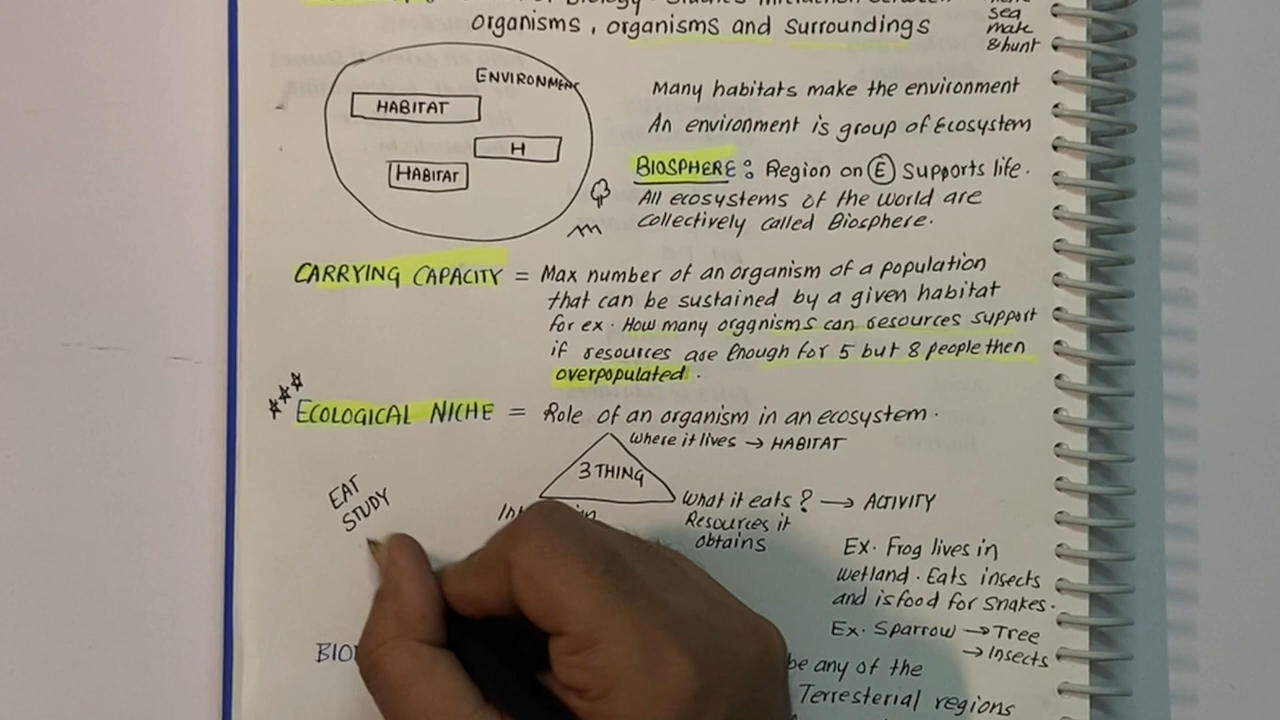 organisms, organisms and Surroundings
sea
mate
& hunt
ENVIRONMENT
HABITAT
H
HABITAT
Many habitats make the environment
An environment is group of Ecosystem
BIOSPHERE : Region on E Supports life.
All ecosystems of the world are
collectively called Biosphere.
CARRYING CAPACITY = Max number of an organism of a population
that can be sustained by a given habitat
for ex. How many organisms can resources support
if resources are Enough for 5 but 8 people then
overpopulated.
ECOLOGICAL NICHE = Role of an organism in an ecosystem.
where it lives → HABITAT
3 THING
What it eats? → ACTIVITY
Resources it
obtains
EAT
STUDY
Ex. Frog lives in
wetland. Eats insects
and is food for Snakes.
Ex. Sparrow → Tree
→ Insects
be any of the
Terresterial regions